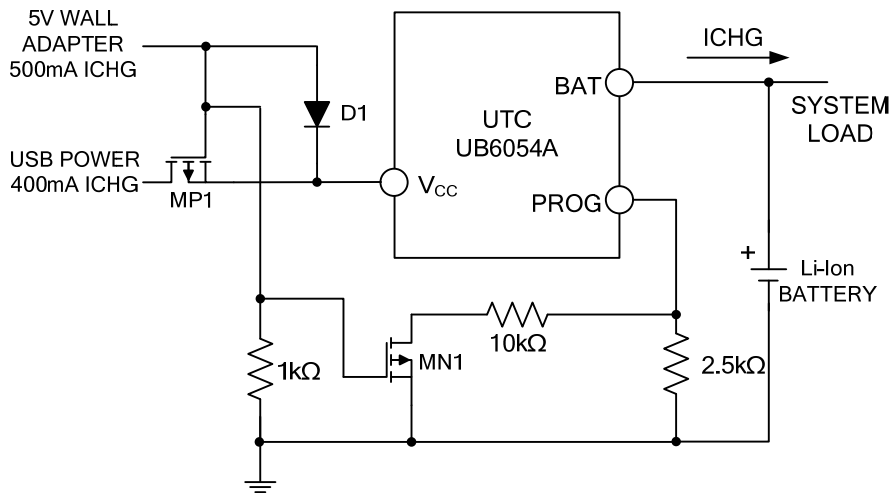 5V WALL
ADAPTER
500mA ICHG
ICHG
BAT
SYSTEM
LOAD
D1
UTC
UB6054A
USB POWER
400mA ICHG
MP1
VCC
PROG
+
Li-Ion
BATTERY
10kΩ
MN1
1kΩ
2.5kΩ